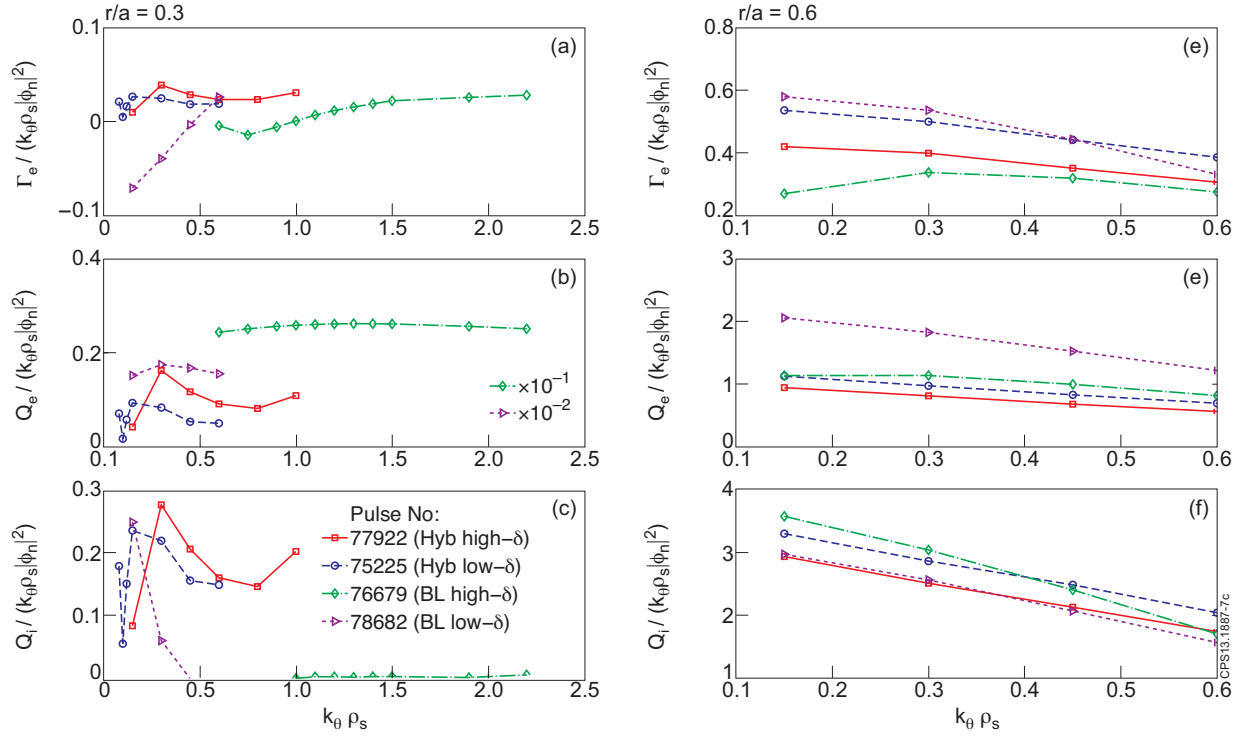 r/a = 0.3
0.1
0
−0.1
Γe / (kθρs|ϕn|²)
(a)
0 0.5 1.0 1.5 2.0 2.5
0.4
0.2
0
Qe / (kθρs|ϕn|²)
(b)
×10⁻¹
×10⁻²
0.1 0.6 1.0 1.4 1.8 2.2
0.3
0.2
0.1
0
Qi / (kθρs|ϕn|²)
(c)
Pulse No:
77922 (Hyb high-δ)
75225 (Hyb low-δ)
76679 (BL high-δ)
78682 (BL low-δ)
0 0.5 1.0 1.5 2.0 2.5
kθ ρs
r/a = 0.6
0.8
0.6
0.4
0.2
Γe / (kθρs|ϕn|²)
(e)
0.1 0.2 0.3 0.4 0.5 0.6
3
2
1
0
Qe / (kθρs|ϕn|²)
(e)
0.1 0.2 0.3 0.4 0.5 0.6
4
3
2
1
Qi / (kθρs|ϕn|²)
(f)
0.1 0.2 0.3 0.4 0.5 0.6
kθ ρs
CPS13.1887-7c